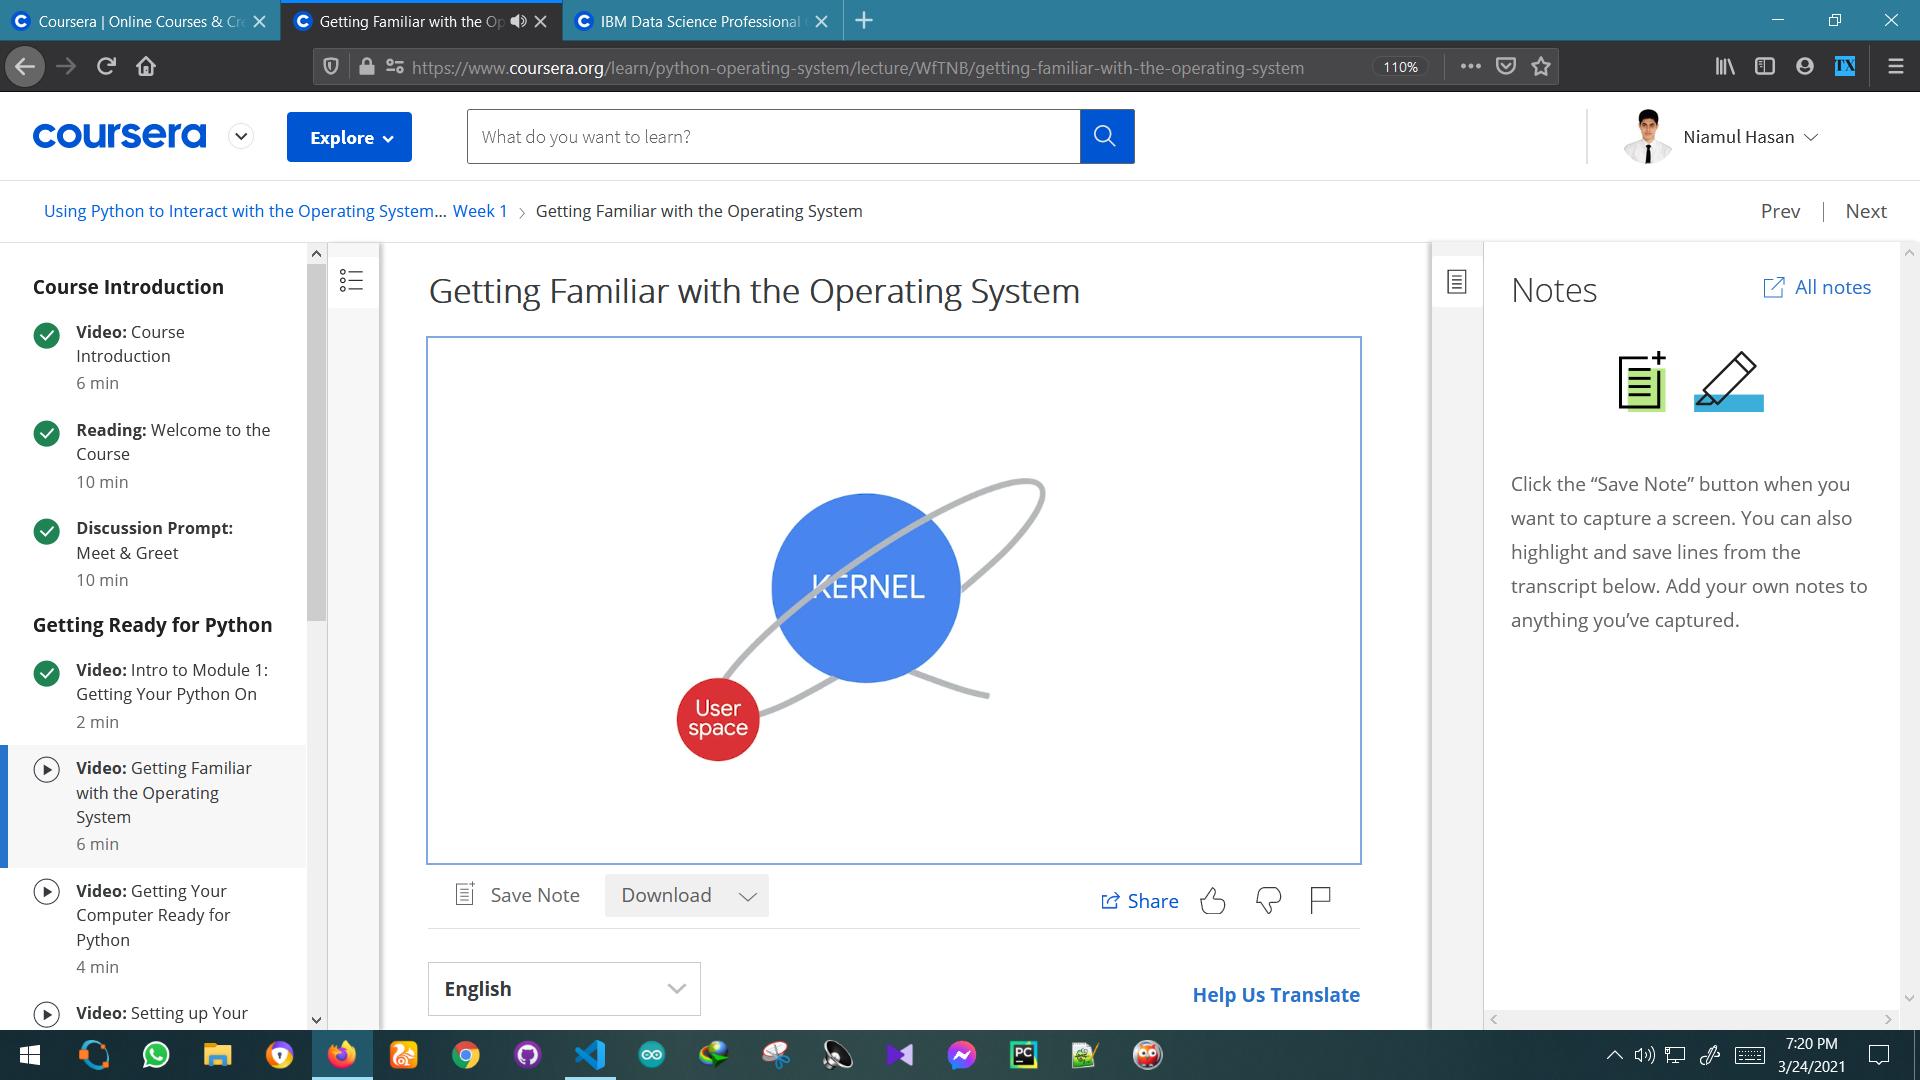 Coursera | Online Courses & Cre
Getting Familiar with the Op
IBM Data Science Professional
https://www.coursera.org/learn/python-operating-system/lecture/WfTNB/getting-familiar-with-the-operating-system
110%
TX
coursera
Explore
What do you want to learn?
Niamul Hasan
Using Python to Interact with the Operating System... Week 1 > Getting Familiar with the Operating System
Prev | Next
Course Introduction
Video: Course
Introduction
6 min
Reading: Welcome to the
Course
10 min
Discussion Prompt:
Meet & Greet
10 min
Getting Ready for Python
Video: Intro to Module 1:
Getting Your Python On
2 min
Video: Getting Familiar
with the Operating
System
6 min
Video: Getting Your
Computer Ready for
Python
4 min
Video: Setting up Your
Getting Familiar with the Operating System
KERNEL
User
space
Save Note
Download
Share
English
Help Us Translate
Notes
All notes
Click the “Save Note” button when you
want to capture a screen. You can also
highlight and save lines from the
transcript below. Add your own notes to
anything you’ve captured.
PC
7:20 PM
3/24/2021